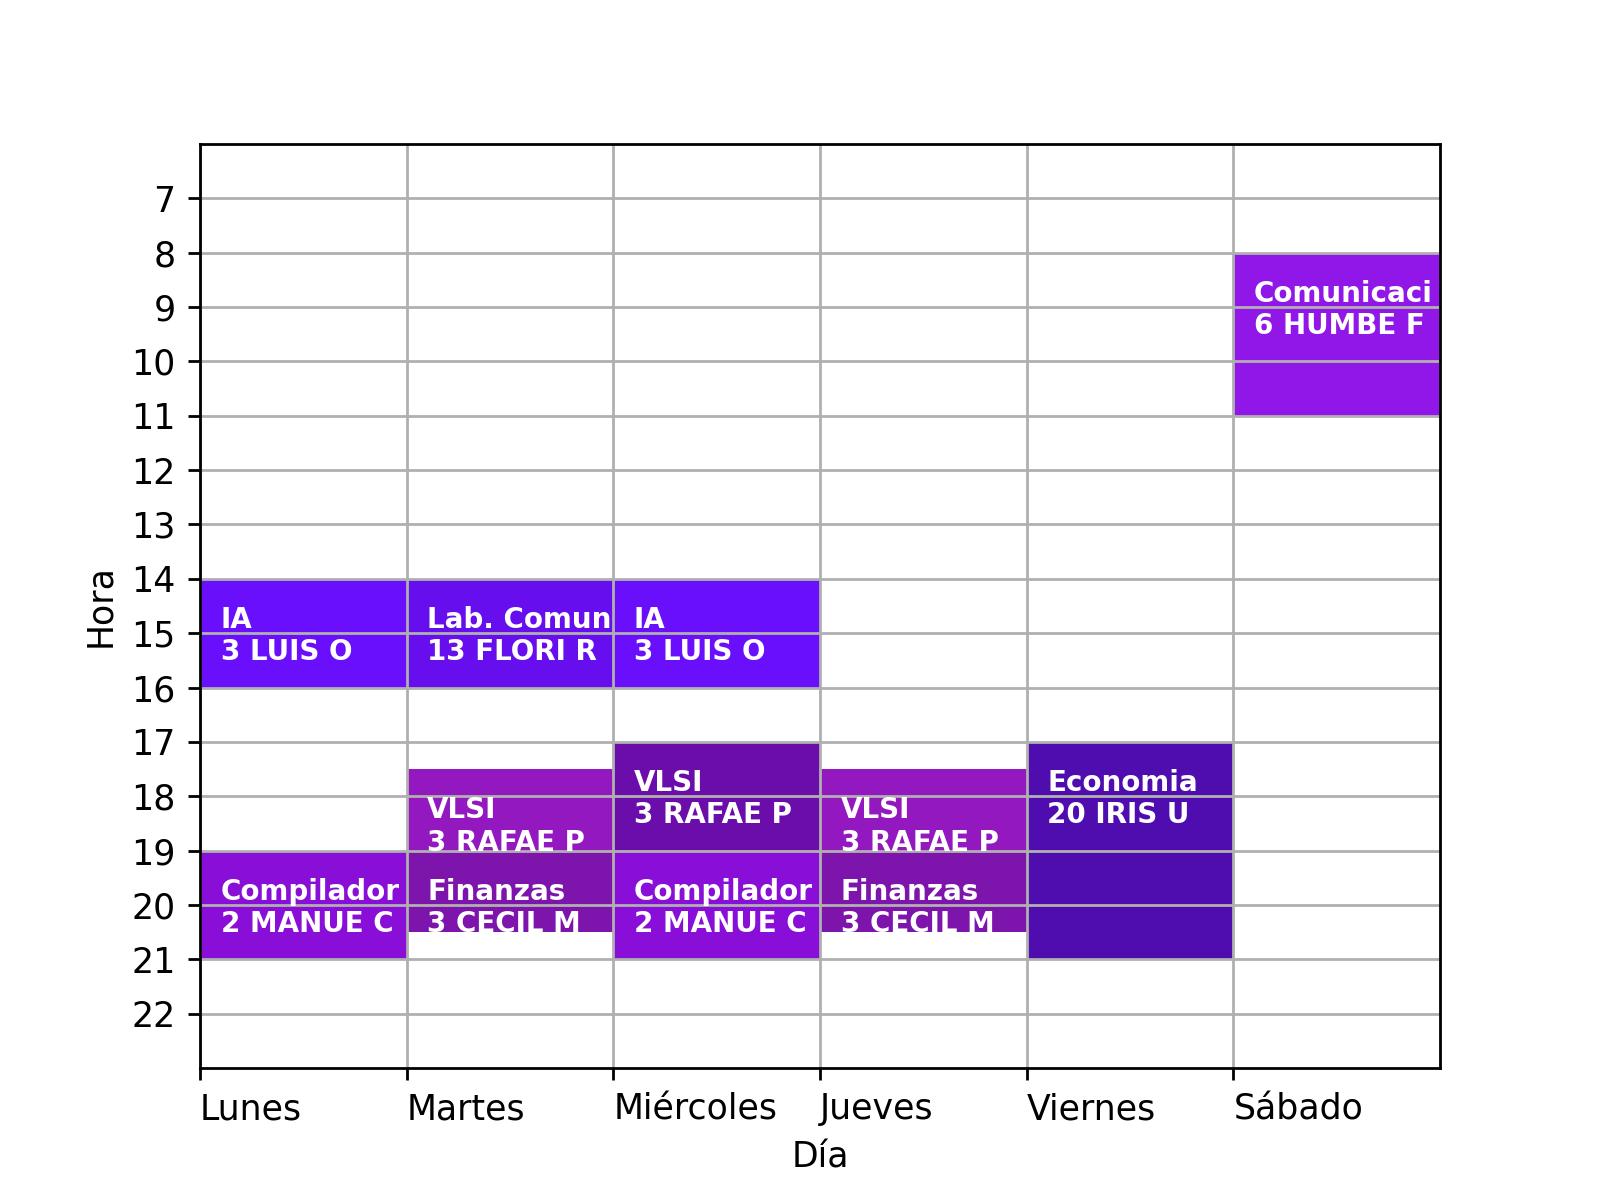 Hora
7
8
9
10
11
12
13
14
15
16
17
18
19
20
21
22
Comunicaci
6 HUMBE F
IA
3 LUIS O
Lab. Comun
13 FLORI R
IA
3 LUIS O
VLSI
3 RAFAE P
VLSI
3 RAFAE P
VLSI
3 RAFAE P
Economia
20 IRIS U
Compilador
2 MANUE C
Finanzas
3 CECIL M
Compilador
2 MANUE C
Finanzas
3 CECIL M
Lunes
Martes
Miércoles
Jueves
Viernes
Sábado
Día